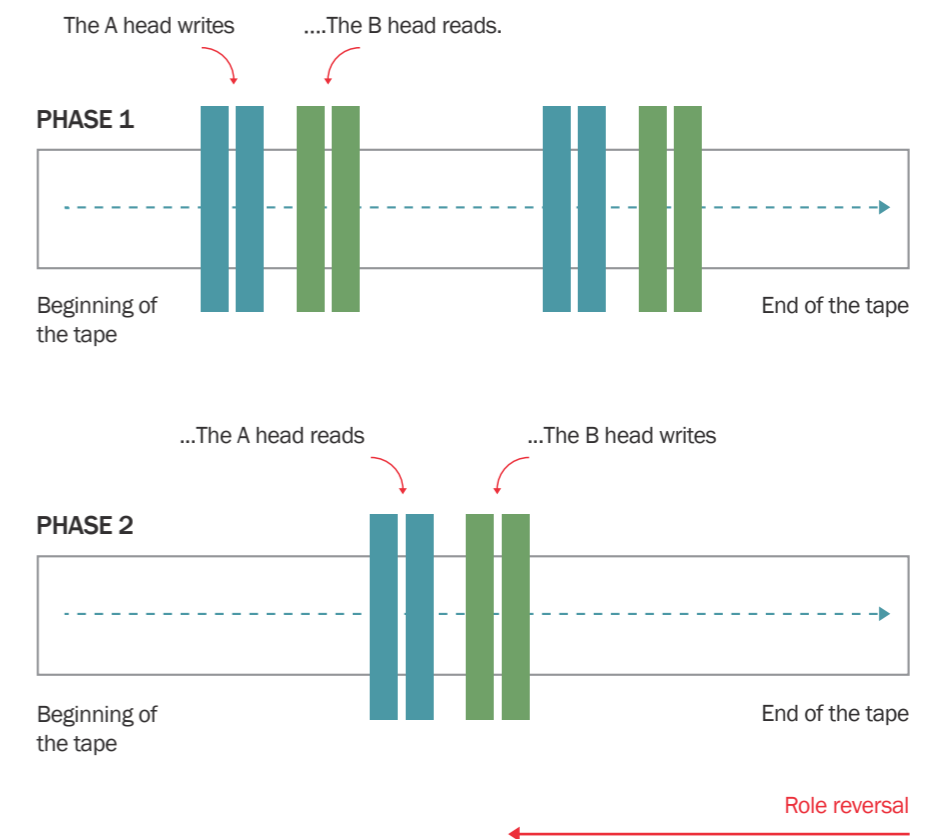 The A head writes
....The B head reads.
PHASE 1
Beginning of
the tape
End of the tape
...The A head reads
...The B head writes
PHASE 2
Beginning of
the tape
End of the tape
Role reversal